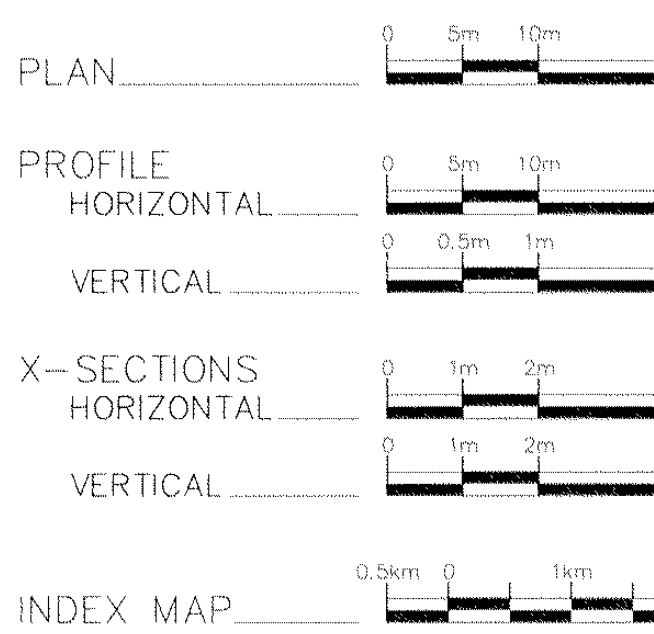 0 5m 10m
PLAN
PROFILE
0 5m 10m
HORIZONTAL
0 0.5m 1m
VERTICAL
X-SECTIONS
0 1m 2m
HORIZONTAL
0 1m 2m
VERTICAL
0.5km 0 1km
INDEX MAP